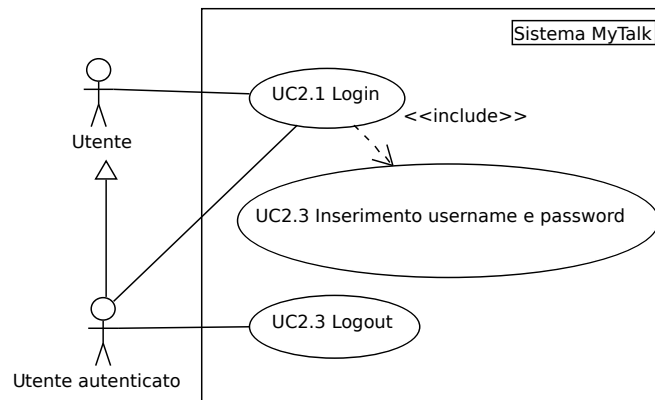 Sistema MyTalk
UC2.1 Login
<<include>>
Utente
UC2.3 Inserimento username e password
UC2.3 Logout
Utente autenticato